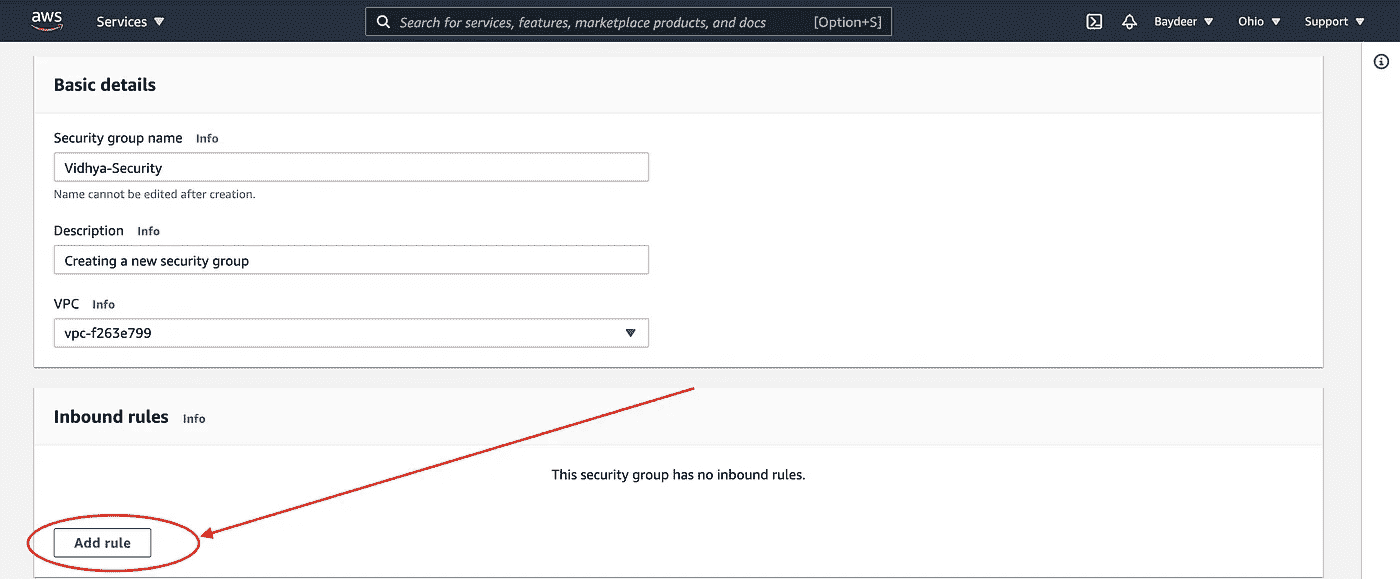 aws Services Search for services, features, marketplace products, and docs [Option+S] Baydeer Ohio Support
Basic details
Security group name Info
Vidhya-Security
Name cannot be edited after creation.
Description Info
Creating a new security group
VPC Info
vpc-f263e799
Inbound rules Info
This security group has no inbound rules.
Add rule